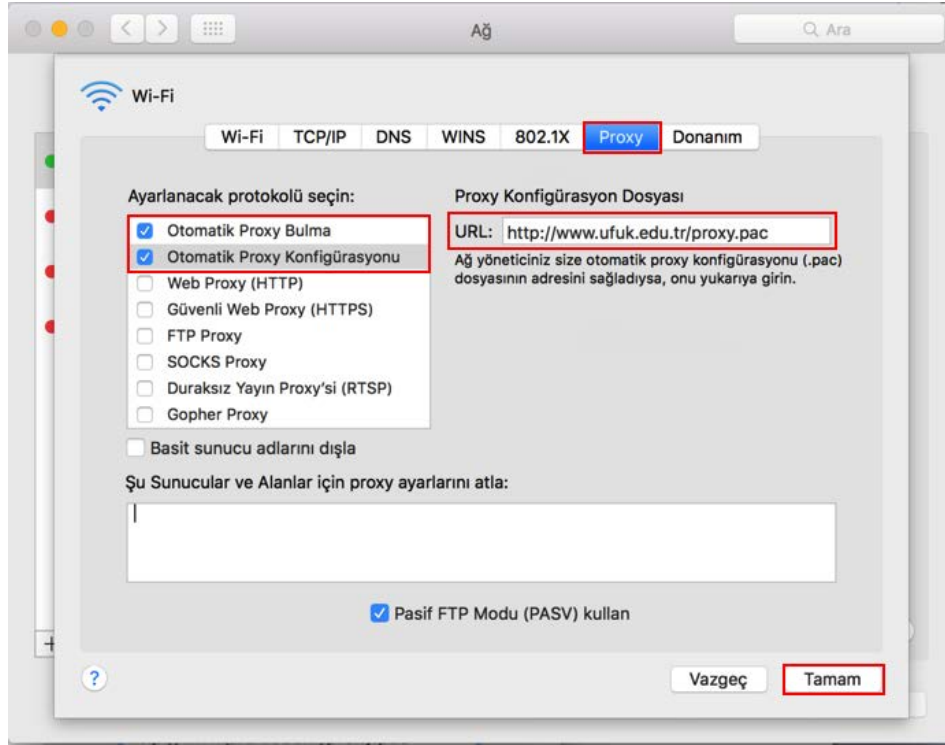 Ağ
Ara
Wi-Fi
Wi-Fi TCP/IP DNS WINS 802.1X Proxy Donanım
Ayarlanacak protokolü seçin:
Otomatik Proxy Bulma
Otomatik Proxy Konfigürasyonu
Web Proxy (HTTP)
Güvenli Web Proxy (HTTPS)
FTP Proxy
SOCKS Proxy
Duraksız Yayın Proxy'si (RTSP)
Gopher Proxy
Proxy Konfigürasyon Dosyası
URL: http://www.ufuk.edu.tr/proxy.pac
Ağ yöneticiniz size otomatik proxy konfigürasyonu (.pac)
dosyasının adresini sağladıysa, onu yukarıya girin.
Basit sunucu adlarını dışla
Şu Sunucular ve Alanlar için proxy ayarlarını atla:
Pasif FTP Modu (PASV) kullan
? Vazgeç Tamam